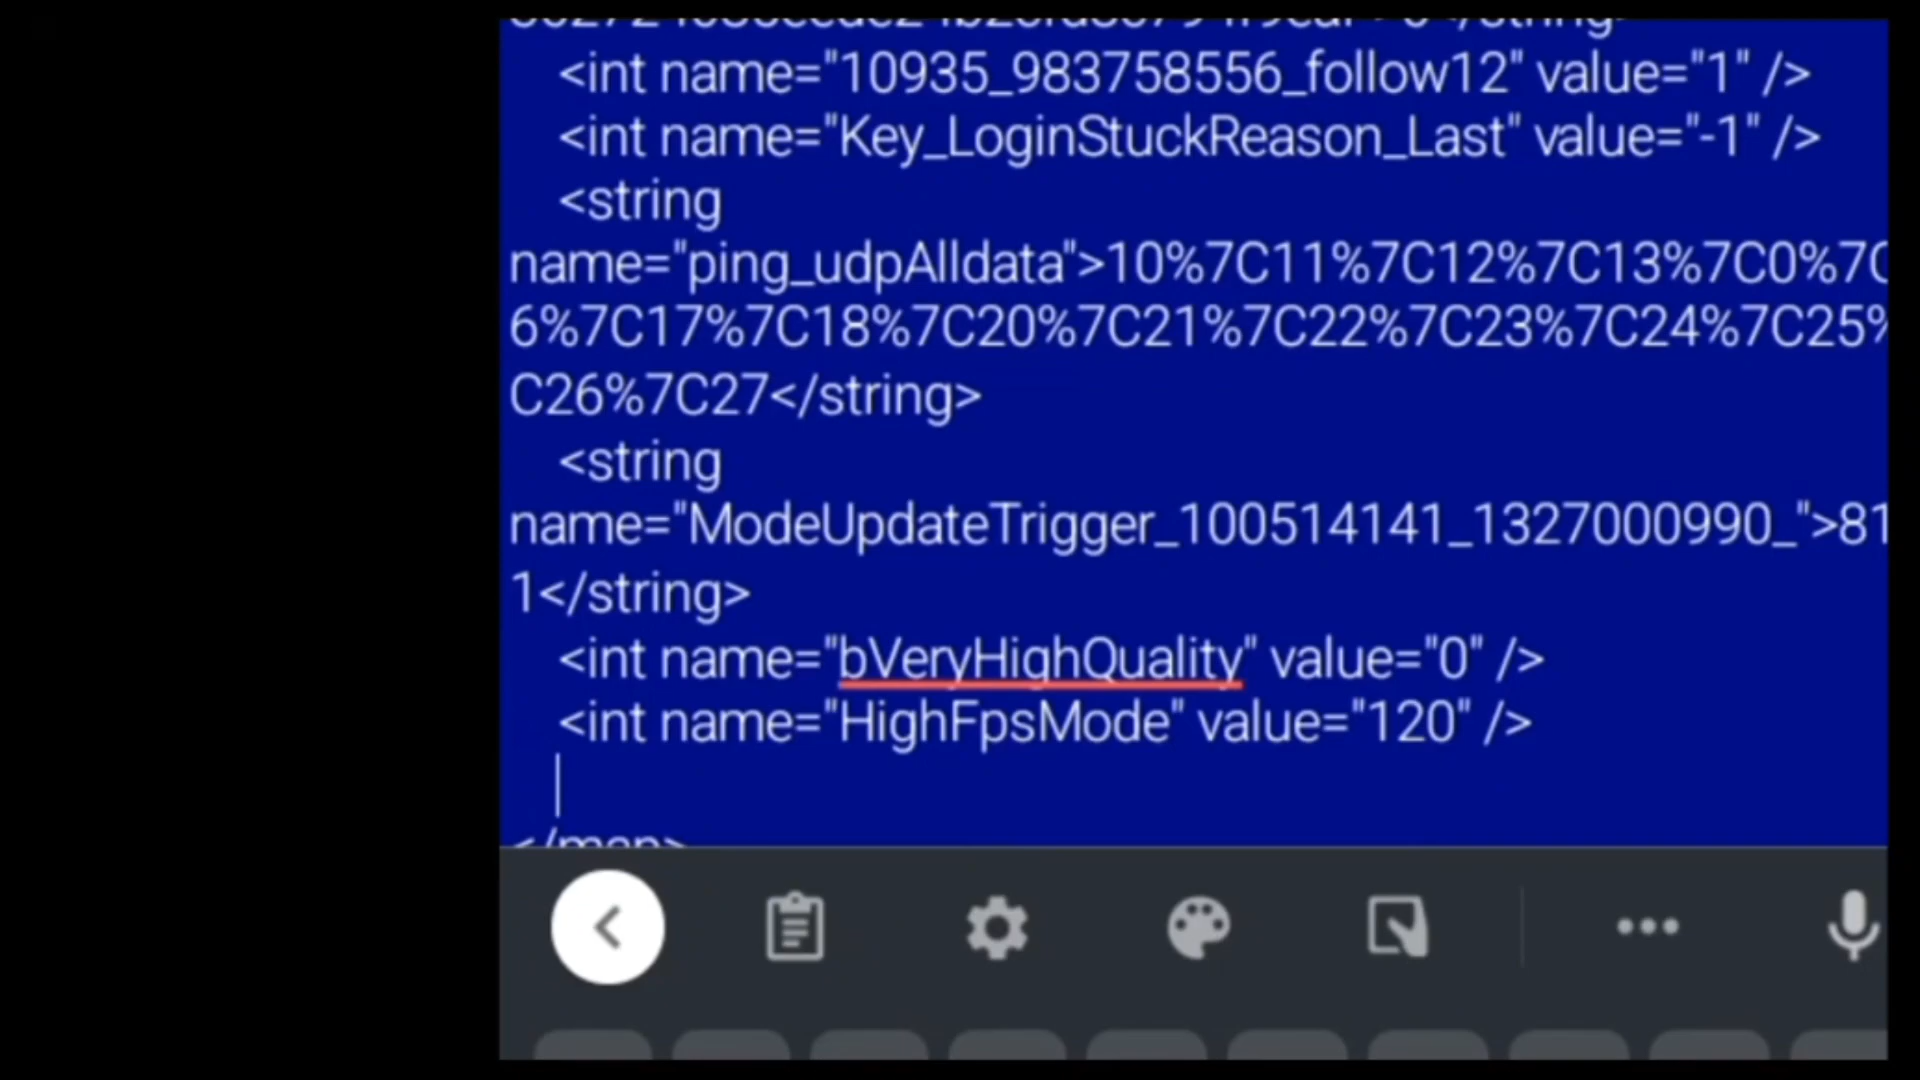 <int name="10935_983758556_follow12" value="1" />
<int name="Key_LoginStuckReason_Last" value="-1" />
<string
name="ping_udpAlldata">10%7C11%7C12%7C13%7C0%7C
6%7C17%7C18%7C20%7C21%7C22%7C23%7C24%7C25%
C26%7C27</string>
<string
name="ModeUpdateTrigger_100514141_1327000990_">81
1</string>
<int name="bVeryHighQuality" value="0" />
<int name="HighFpsMode" value="120" />
</map>